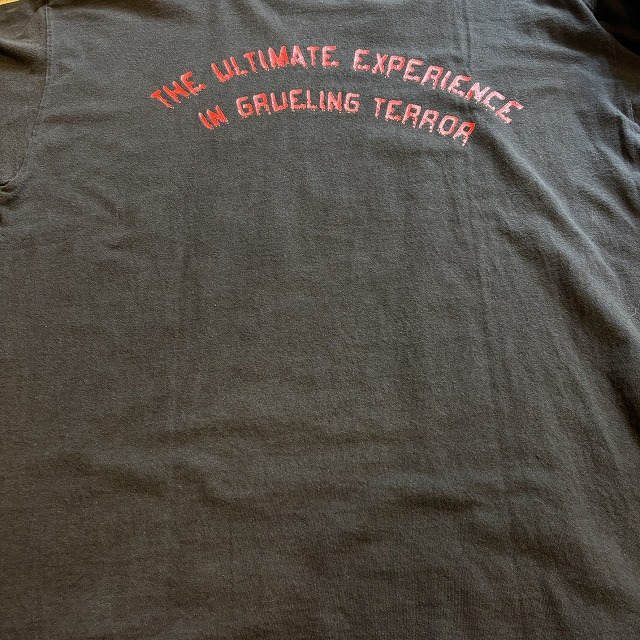 THE ULTIMATE EXPERIENCE
IN GRUELING TERROR